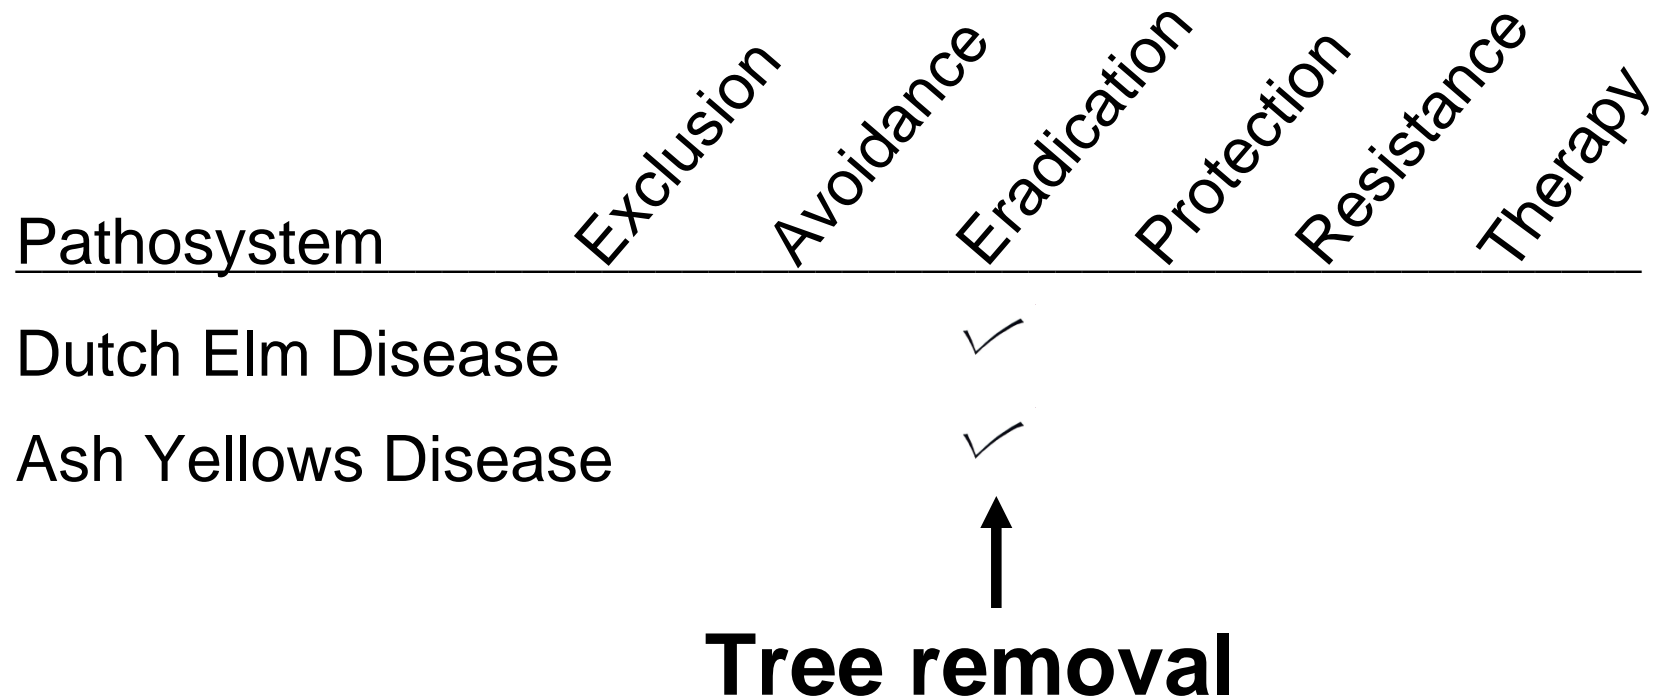 Pathosystem Exclusion Avoidance Eradication Protection Resistance Therapy
Dutch Elm Disease ✓
Ash Yellows Disease ✓
Tree removal